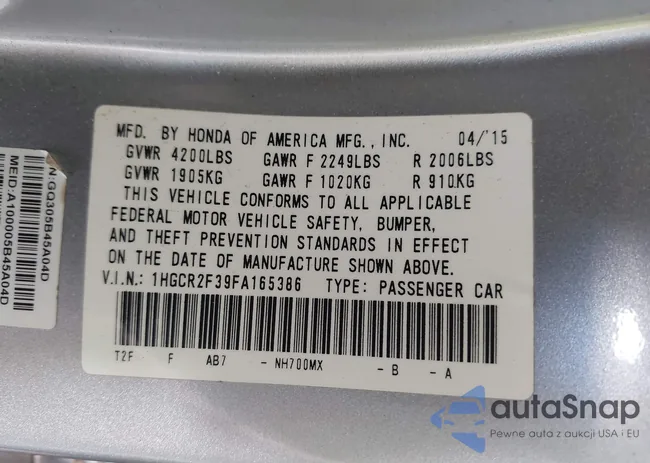 MFD. BY HONDA OF AMERICA MFG., INC. 04/'15
GVWR 4200LBS GAWR F 2249LBS R 2006LBS
GVWR 1905KG GAWR F 1020KG R 910KG
THIS VEHICLE CONFORMS TO ALL APPLICABLE
FEDERAL MOTOR VEHICLE SAFETY, BUMPER,
AND THEFT PREVENTION STANDARDS IN EFFECT
ON THE DATE OF MANUFACTURE SHOWN ABOVE.
V.I.N.: 1HGCR2F39FA165386 TYPE: PASSENGER CAR
T2F F AB7 - NH700MX - B - A
N:GQ305B45A04D
MEID:A100005B45A04D
autaSnap
Pewne auta z aukcji USA i EU